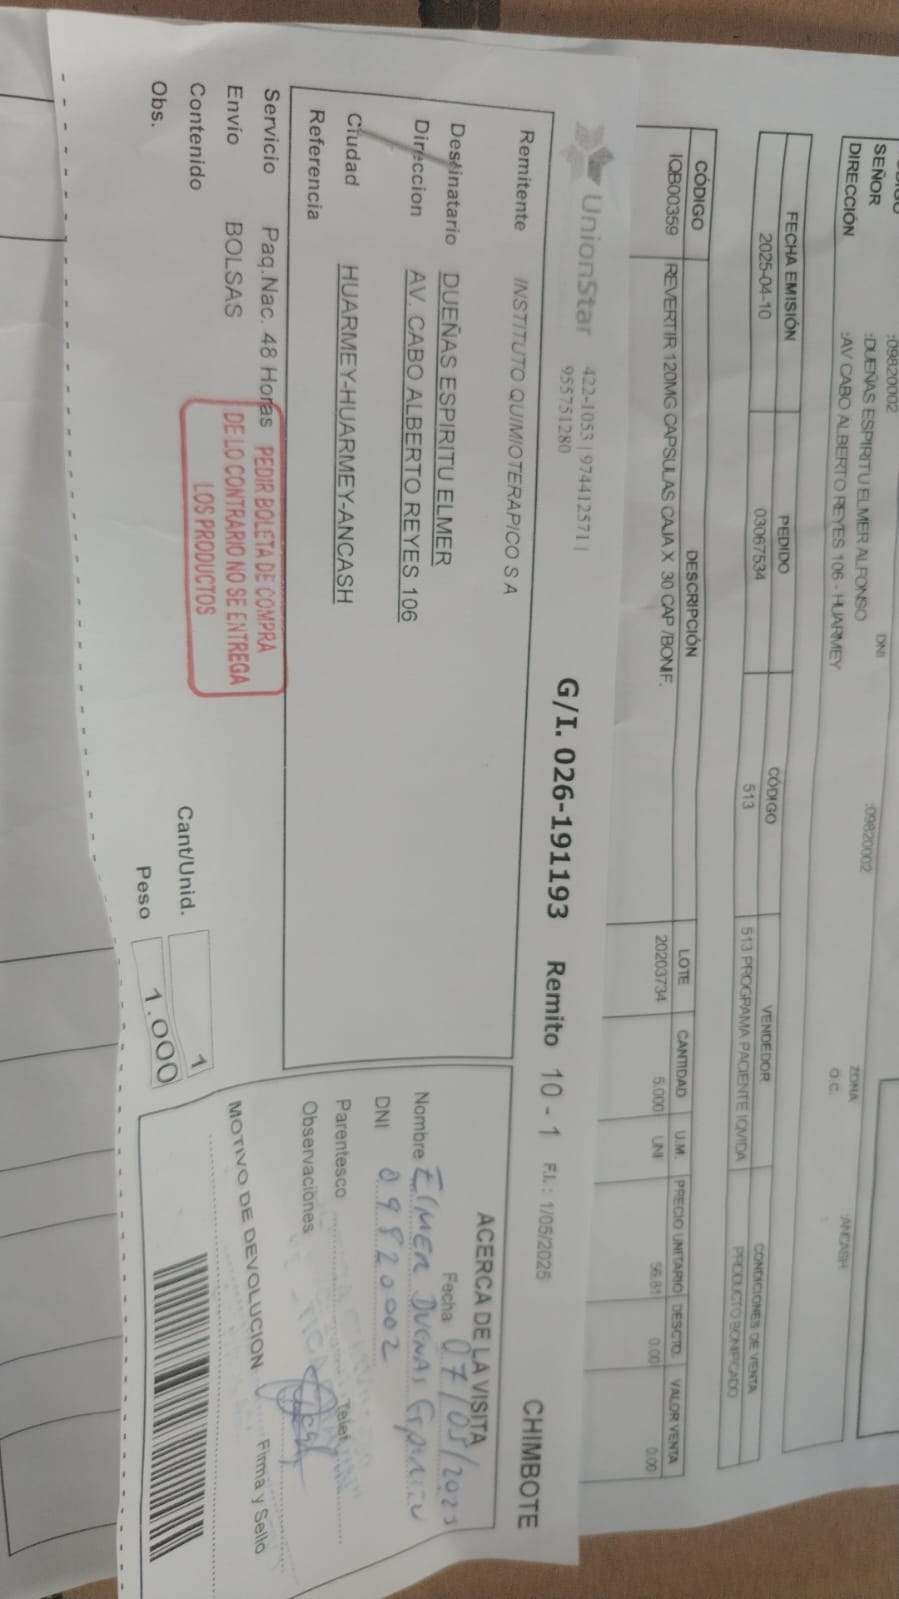 :09820002
SEÑOR :DUEÑAS ESPIRITU ELMER ALFONSO DNI :09820002
DIRECCIÓN :AV CABO ALBERTO REYES 106 - HUARMEY
ZONA :ANCASH
O.C. :
FECHA EMISIÓN PEDIDO CÓDIGO VENDEDOR CONDICIONES DE VENTA
2025-04-10 03067534 513 513 PROGRAMA PACIENTE IQVIDA PRODUCTO BONIFICADO
CÓDIGO DESCRIPCIÓN LOTE CANTIDAD U.M. PRECIO UNITARIO DESCTO. VALOR VENTA
IQB00359 REVERTIR 120MG CAPSULAS CAJA X 30 CAP /BONIF. 20203734 5.000 UNI 56.81 0.00 0.00
UnionStar 422-1053 | 974412571 |
955751280
G/I. 026-191193 Remito 10 - 1 F.I.: 1/05/2025 CHIMBOTE
Remitente INSTITUTO QUIMIOTERAPICO S A
Destinatario DUEÑAS ESPIRITU ELMER
Direccion AV. CABO ALBERTO REYES 106
Ciudad HUARMEY-HUARMEY-ANCASH
Referencia
Servicio Paq.Nac. 48 Horas
Envío BOLSAS
Contenido
Obs.
PEDIR BOLETA DE COMPRA
DE LO CONTRARIO NO SE ENTREGA
LOS PRODUCTOS
Cant/Unid. 1
Peso 1.000
ACERCA DE LA VISITA
Fecha 07/05/2025
Nombre Elmer Dueñas Espiritu
DNI 09820002
Parentesco
Telef.
Observaciones
MOTIVO DE DEVOLUCION
Firma y Sello